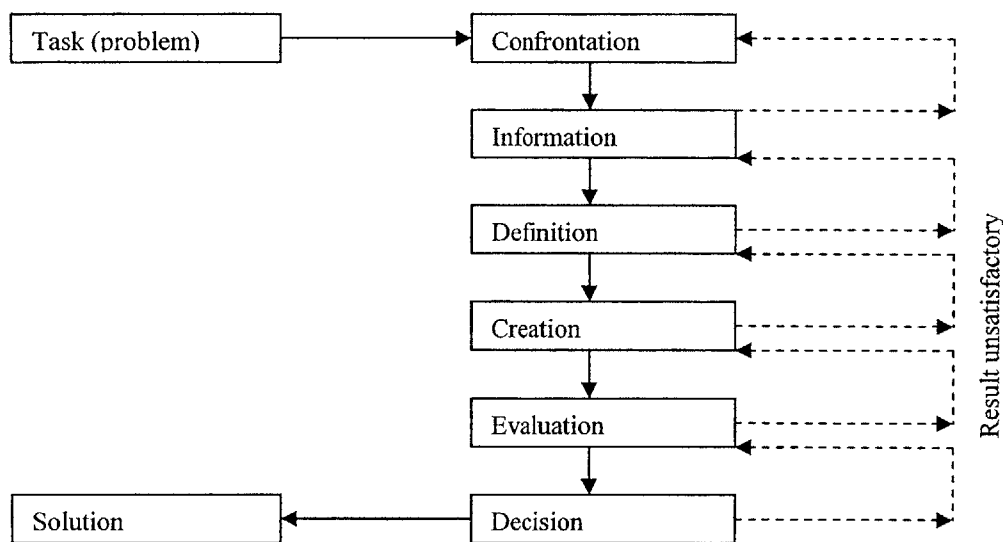 Task (problem)
Confrontation
Information
Definition
Creation
Evaluation
Solution
Decision
Result unsatisfactory